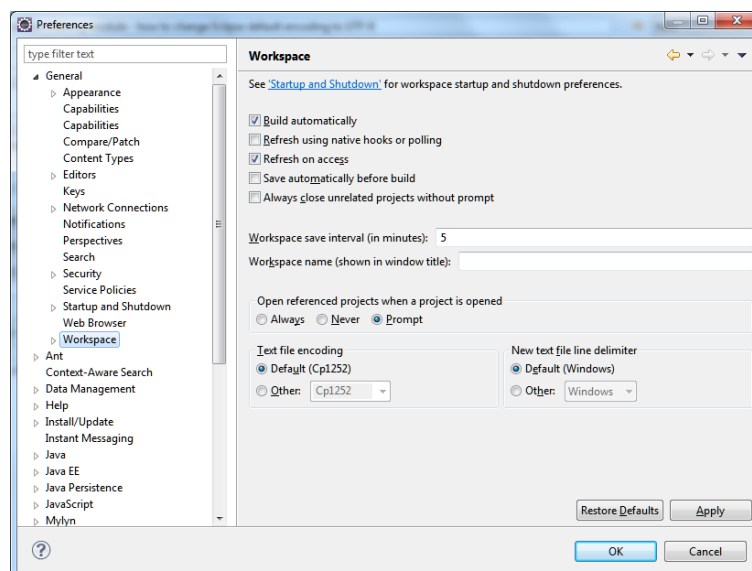 Preferences
type filter text
General
Appearance
Capabilities
Capabilities
Compare/Patch
Content Types
Editors
Keys
Network Connections
Notifications
Perspectives
Search
Security
Service Policies
Startup and Shutdown
Web Browser
Workspace
Ant
Context-Aware Search
Data Management
Help
Install/Update
Instant Messaging
Java
Java EE
Java Persistence
JavaScript
Mylyn
Workspace
See 'Startup and Shutdown' for workspace startup and shutdown preferences.
Build automatically
Refresh using native hooks or polling
Refresh on access
Save automatically before build
Always close unrelated projects without prompt
Workspace save interval (in minutes): 5
Workspace name (shown in window title):
Open referenced projects when a project is opened
Always Never Prompt
Text file encoding
Default (Cp1252)
Other: Cp1252
New text file line delimiter
Default (Windows)
Other: Windows
Restore Defaults Apply
OK Cancel